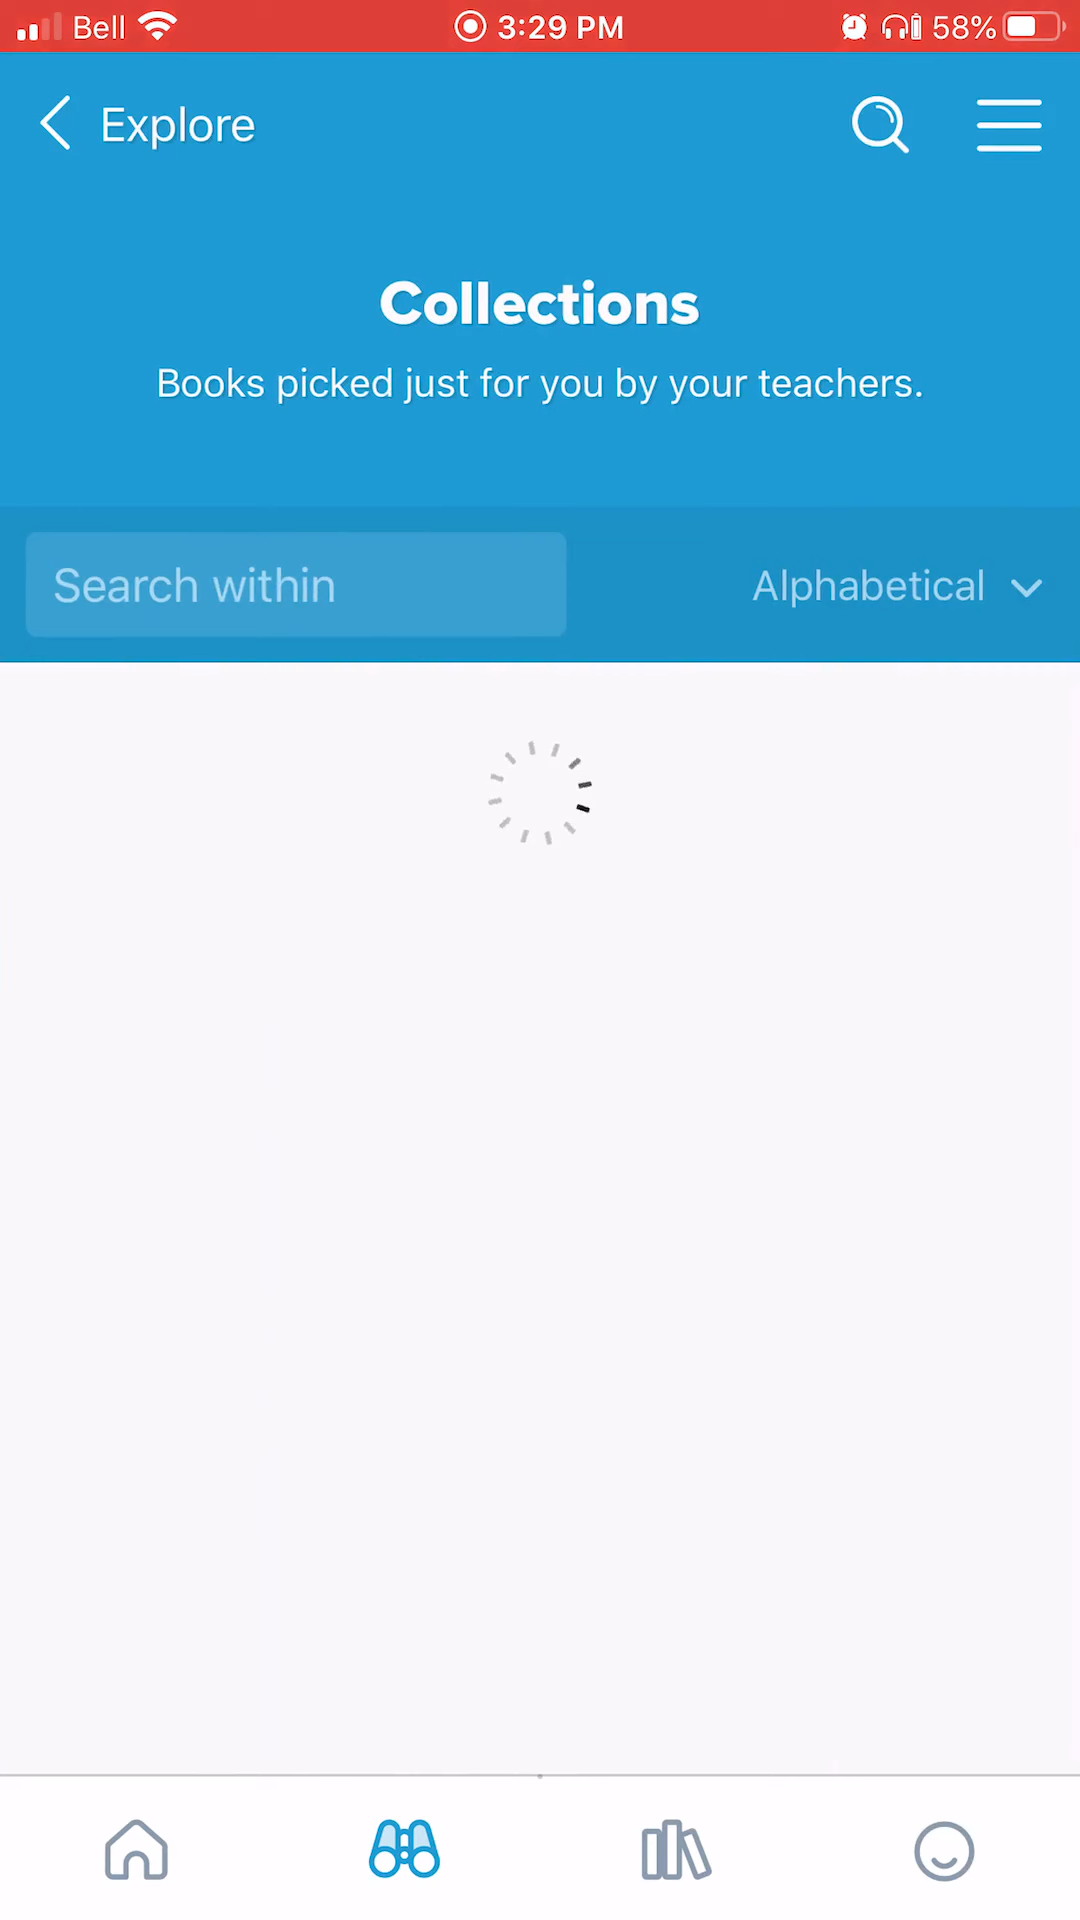 Bell 3:29 PM 58%
Explore
Collections
Books picked just for you by your teachers.
Search within Alphabetical